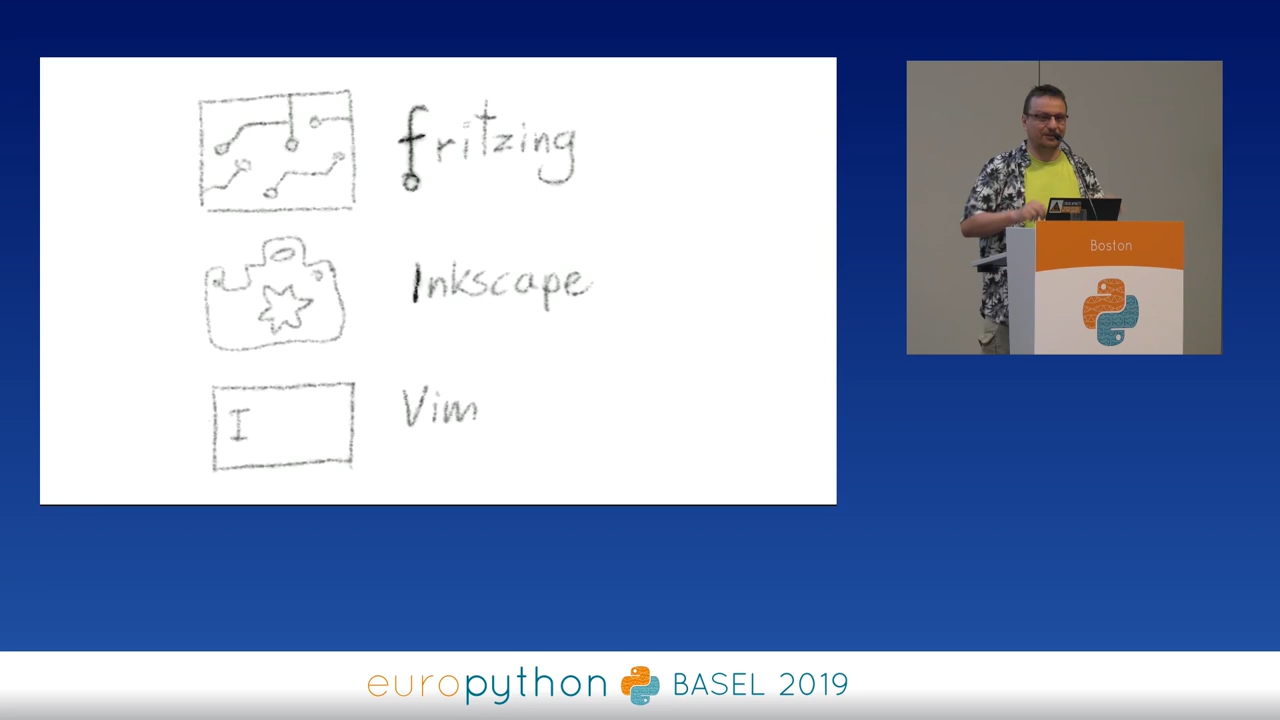 fritzing
Inkscape
I
Vim
Boston
europython BASEL 2019